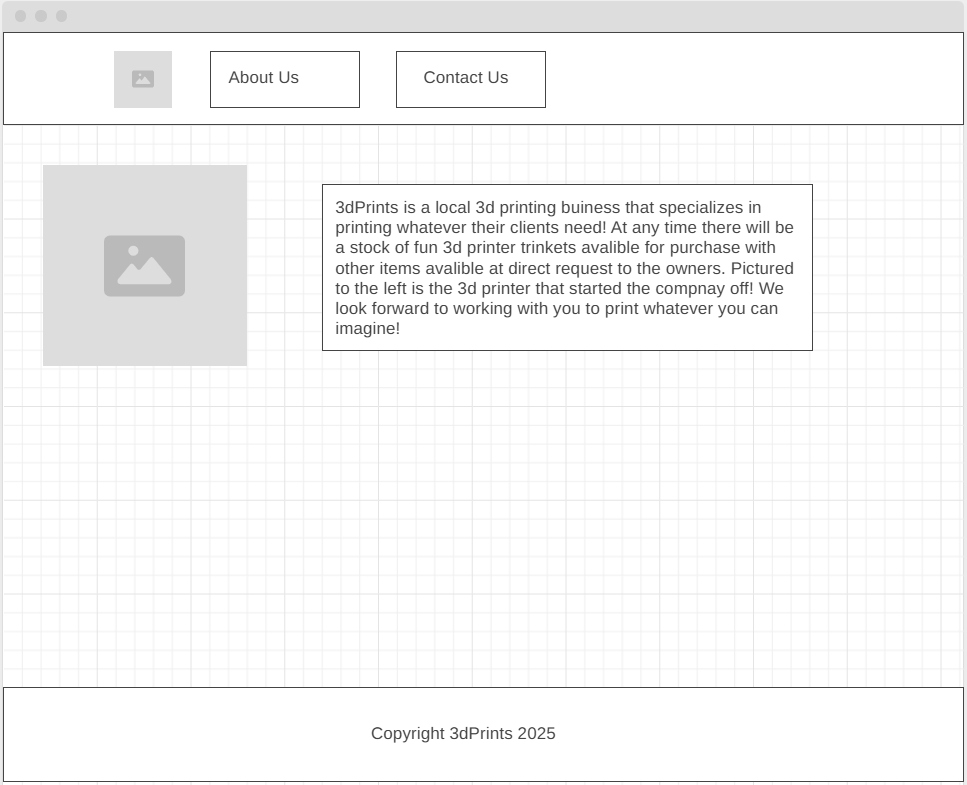 About Us
Contact Us
3dPrints is a local 3d printing buiness that specializes in
printing whatever their clients need! At any time there will be
a stock of fun 3d printer trinkets avalible for purchase with
other items avalible at direct request to the owners. Pictured
to the left is the 3d printer that started the compnay off! We
look forward to working with you to print whatever you can
imagine!
Copyright 3dPrints 2025